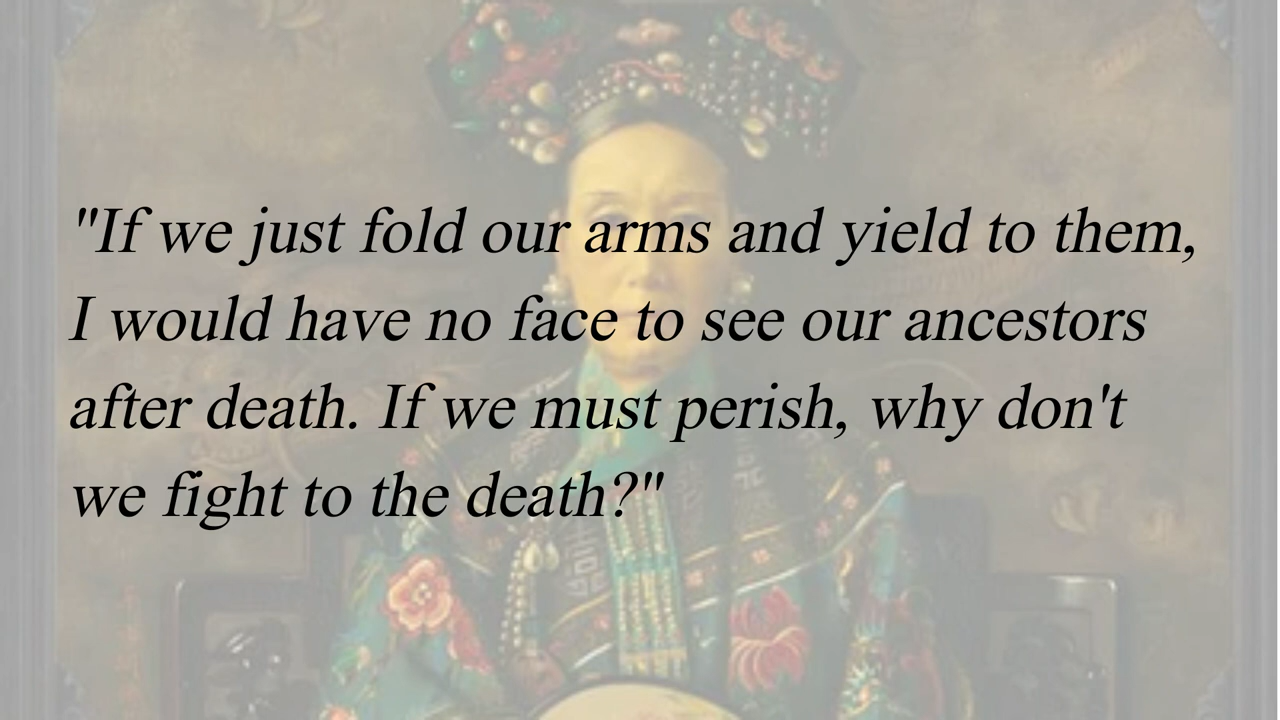 "If we just fold our arms and yield to them,
I would have no face to see our ancestors
after death. If we must perish, why don't
we fight to the death?"